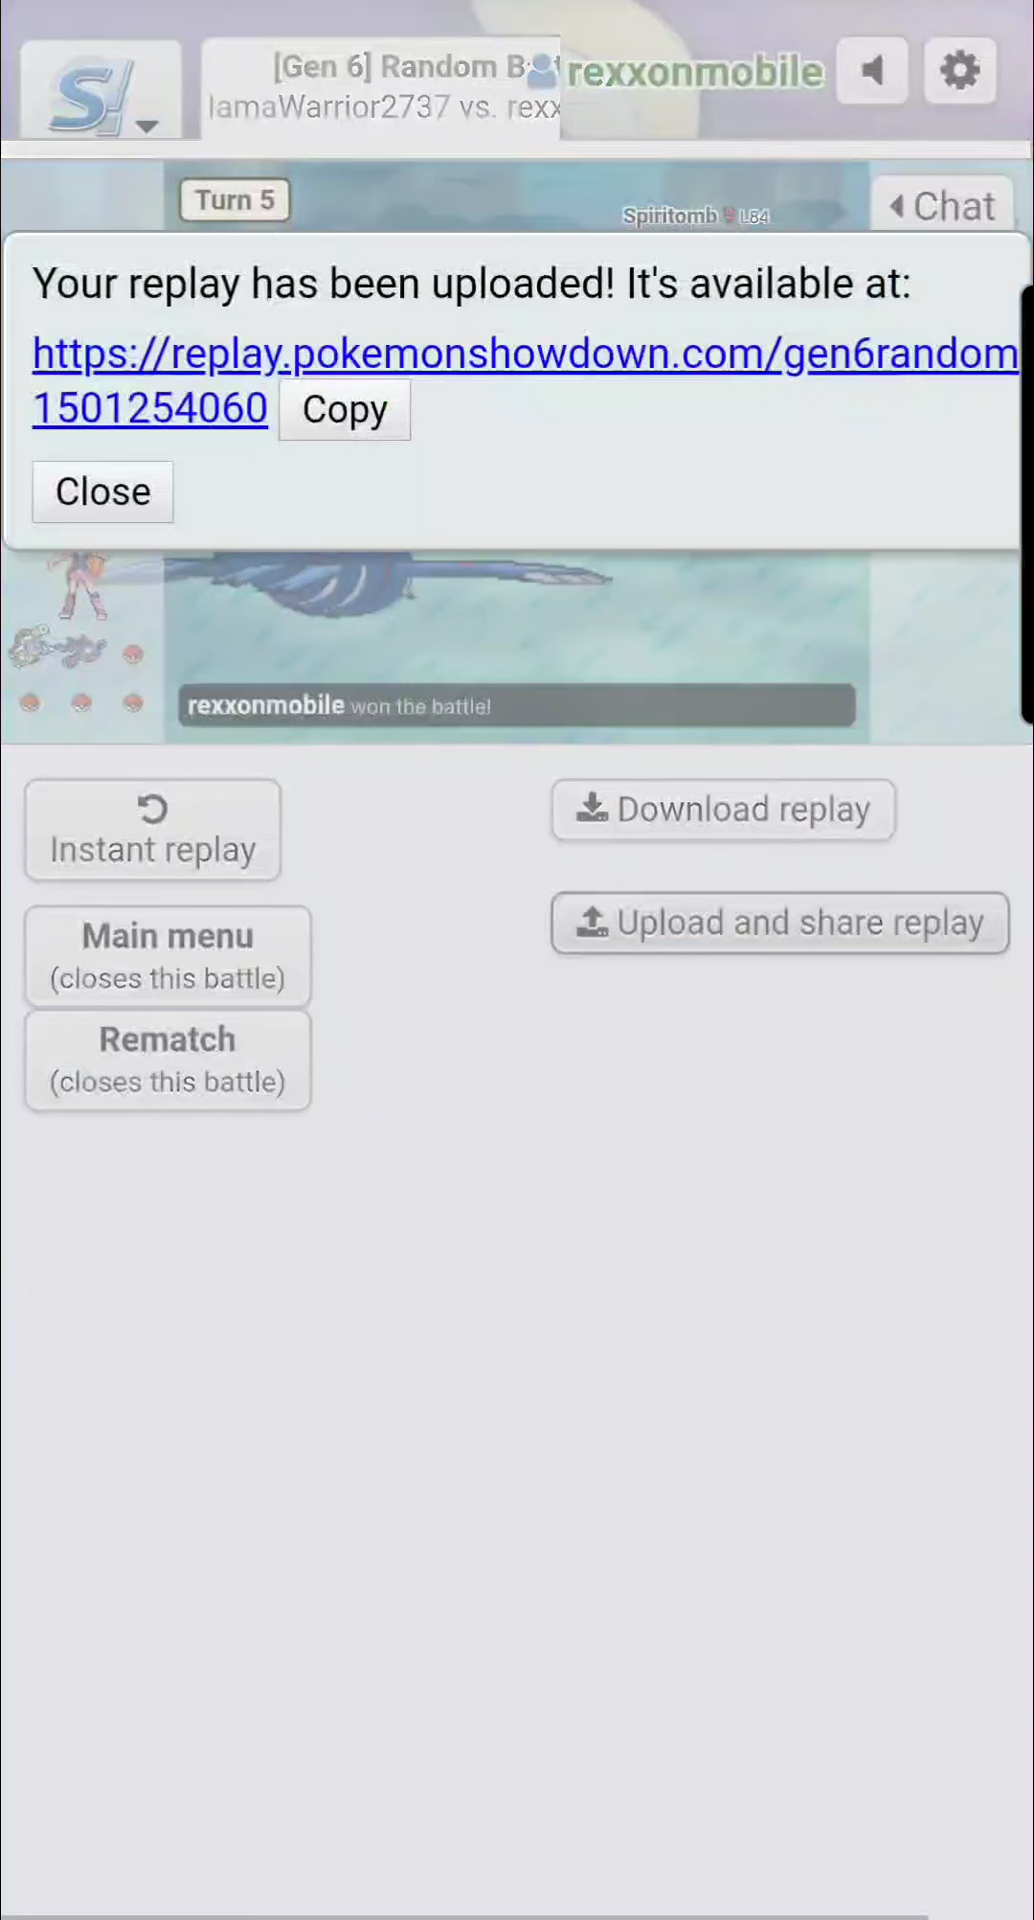 [Gen 6] Random B
rexxonmobile
lamaWarrior2737 vs. rexx
Turn 5
Spiritomb L84
Chat
Your replay has been uploaded! It's available at:
https://replay.pokemonshowdown.com/gen6random
1501254060
Copy
Close
rexxonmobile won the battle!
Instant replay
Download replay
Main menu
(closes this battle)
Upload and share replay
Rematch
(closes this battle)